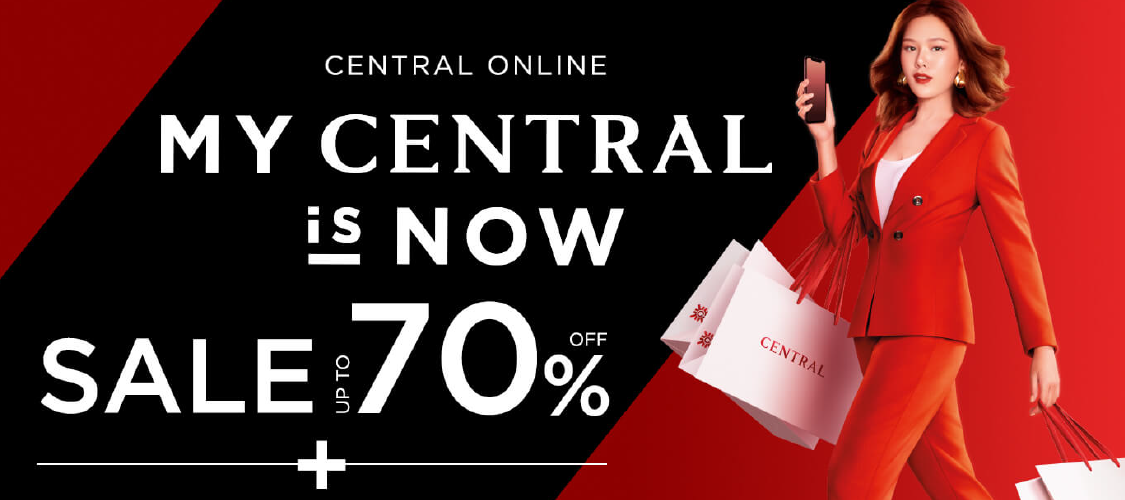 CENTRAL ONLINE
MY CENTRAL
is NOW
SALE UP TO 70% OFF
+
CENTRAL